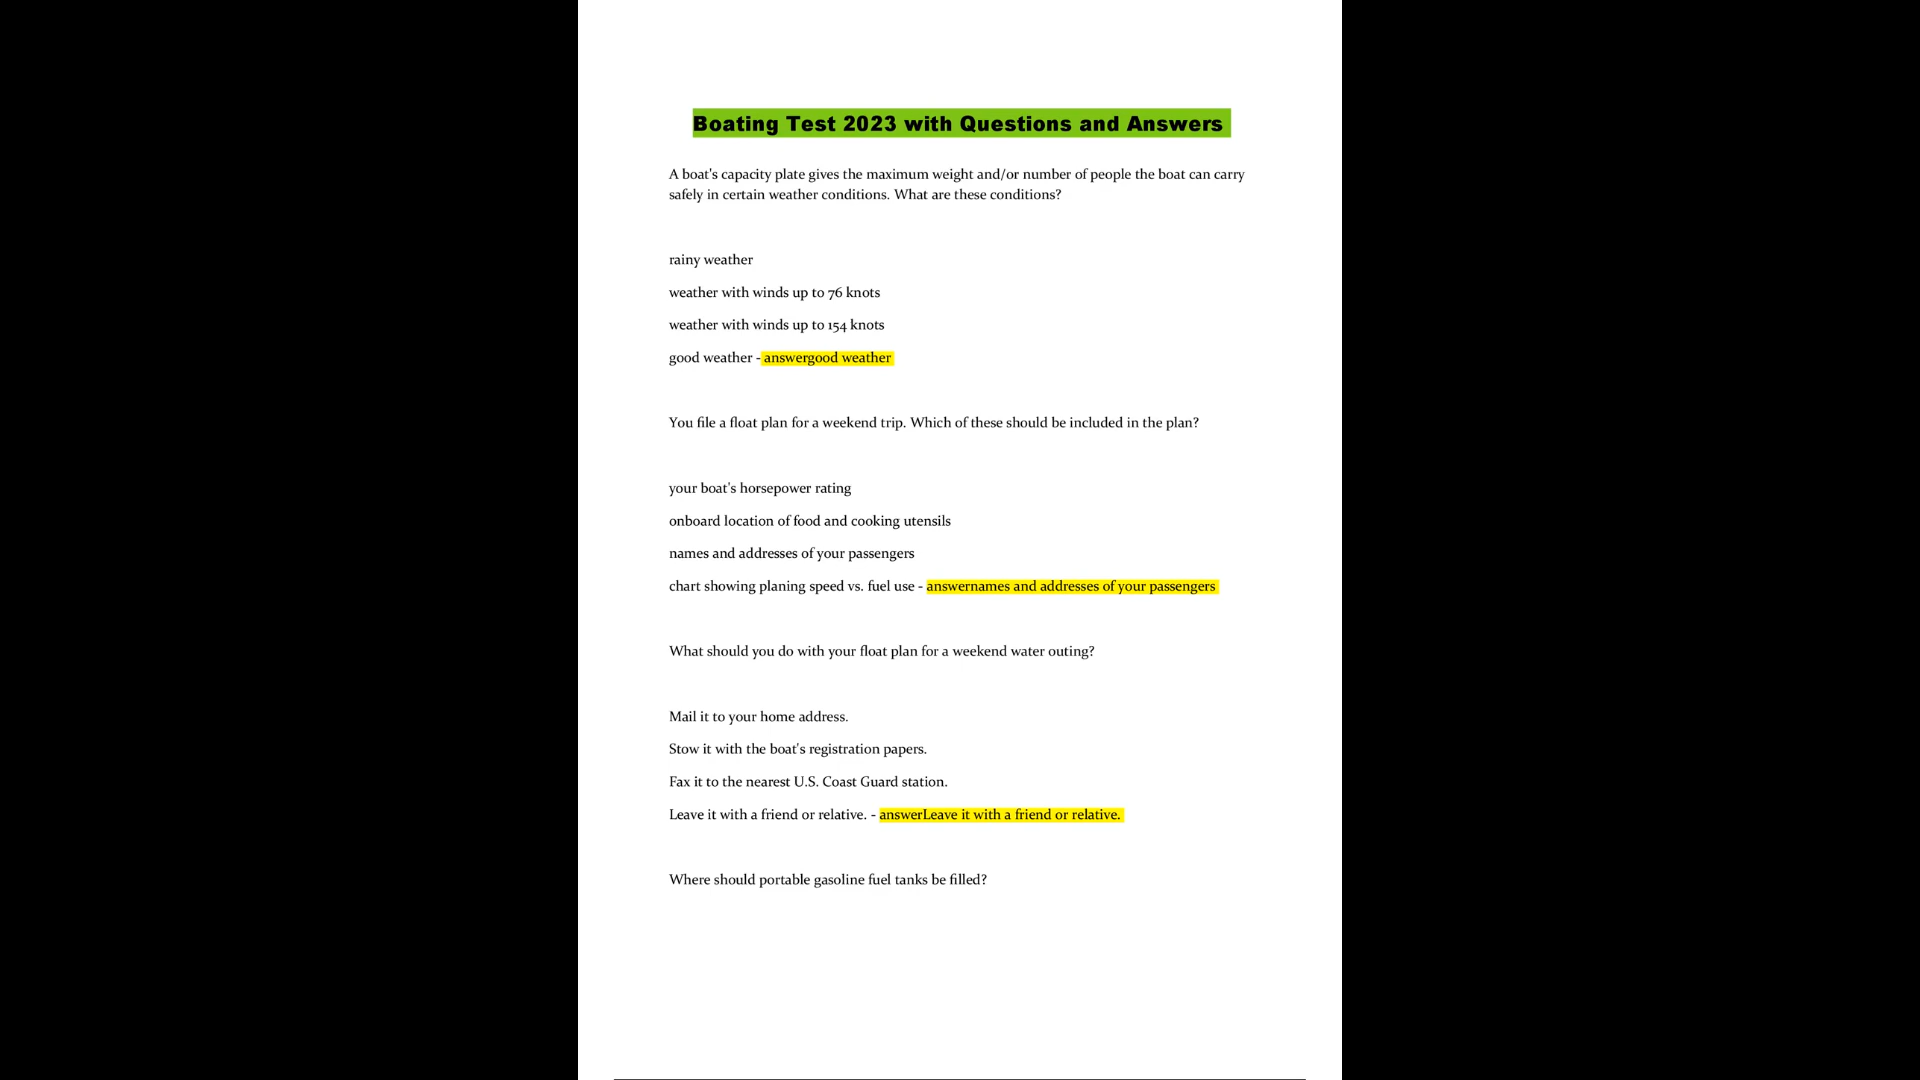 Boating Test 2023 with Questions and Answers
A boat's capacity plate gives the maximum weight and/or number of people the boat can carry
safely in certain weather conditions. What are these conditions?
rainy weather
weather with winds up to 76 knots
weather with winds up to 154 knots
good weather - answergood weather
You file a float plan for a weekend trip. Which of these should be included in the plan?
your boat's horsepower rating
onboard location of food and cooking utensils
names and addresses of your passengers
chart showing planing speed vs. fuel use - answernames and addresses of your passengers
What should you do with your float plan for a weekend water outing?
Mail it to your home address.
Stow it with the boat's registration papers.
Fax it to the nearest U.S. Coast Guard station.
Leave it with a friend or relative. - answerLeave it with a friend or relative.
Where should portable gasoline fuel tanks be filled?